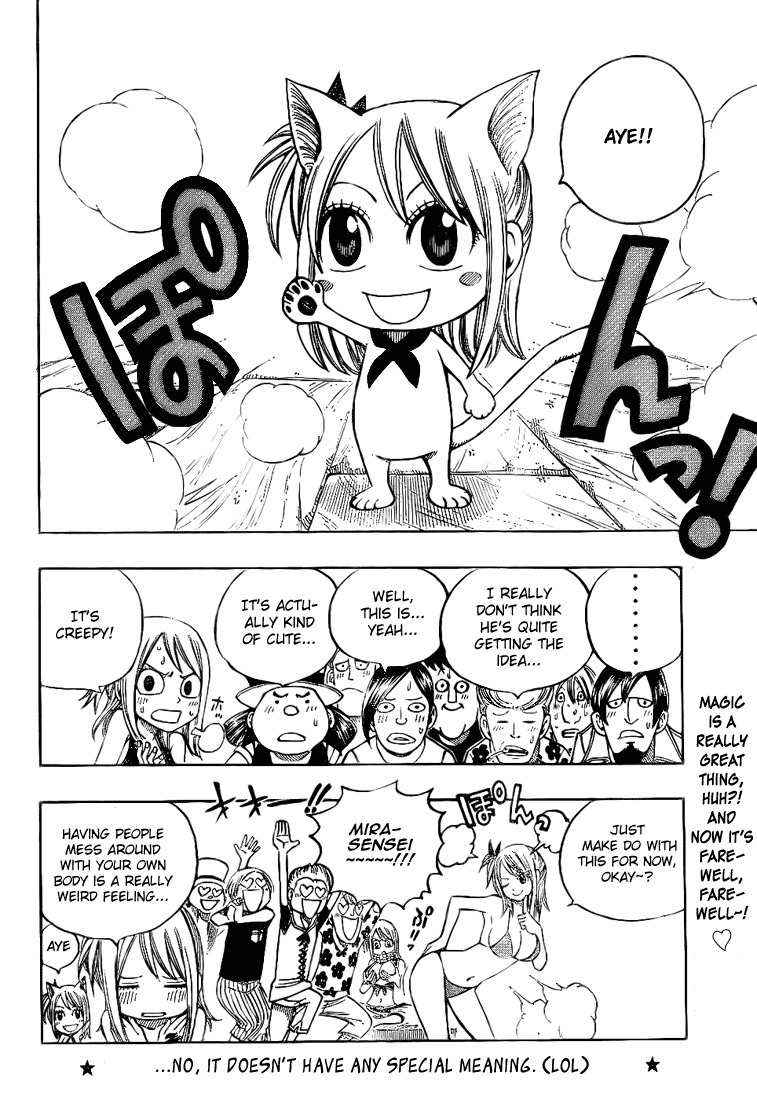 AYE!!
ぽんっ!
......
I REALLY
DON'T THINK
HE'S QUITE
GETTING THE
IDEA...
WELL,
THIS IS...
YEAH...
IT'S ACTU-
ALLY KIND
OF CUTE...
IT'S
CREEPY!
ホ"
MAGIC
IS A
REALLY
GREAT
THING,
HUH?!
AND
NOW IT'S
FARE-
WELL,
FARE-
WELL~!
♡
JUST
MAKE DO WITH
THIS FOR NOW,
OKAY~?
ぽんっ
MIRA-
SENSEI
~~~~~!!!
ぷに
HAVING PEOPLE
MESS AROUND
WITH YOUR OWN
BODY IS A REALLY
WEIRD FEELING...
AYE
★ ...NO, IT DOESN'T HAVE ANY SPECIAL MEANING. (LOL) ★